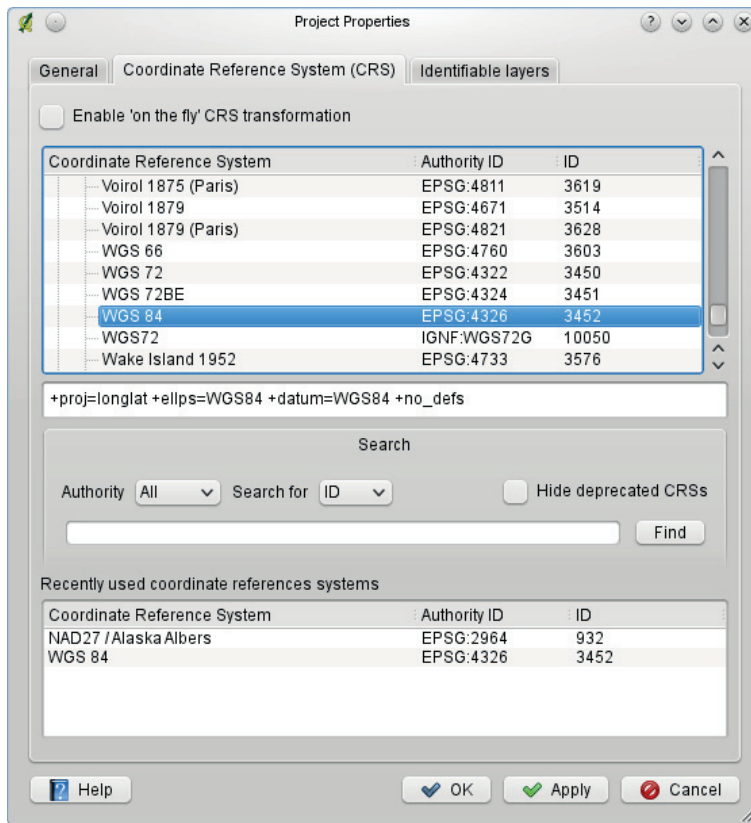 Project Properties
General Coordinate Reference System (CRS) Identifiable layers
Enable 'on the fly' CRS transformation
Coordinate Reference System Authority ID ID
Voirol 1875 (Paris) EPSG:4811 3619
Voirol 1879 EPSG:4671 3514
Voirol 1879 (Paris) EPSG:4821 3628
WGS 66 EPSG:4760 3603
WGS 72 EPSG:4322 3450
WGS 72BE EPSG:4324 3451
WGS 84 EPSG:4326 3452
WGS72 IGNF:WGS72G 10050
Wake Island 1952 EPSG:4733 3576
+proj=longlat +ellps=WGS84 +datum=WGS84 +no_defs
Search
Authority All Search for ID Hide deprecated CRSs
Find
Recently used coordinate references systems
Coordinate Reference System Authority ID ID
NAD27 / Alaska Albers EPSG:2964 932
WGS 84 EPSG:4326 3452
Help OK Apply Cancel